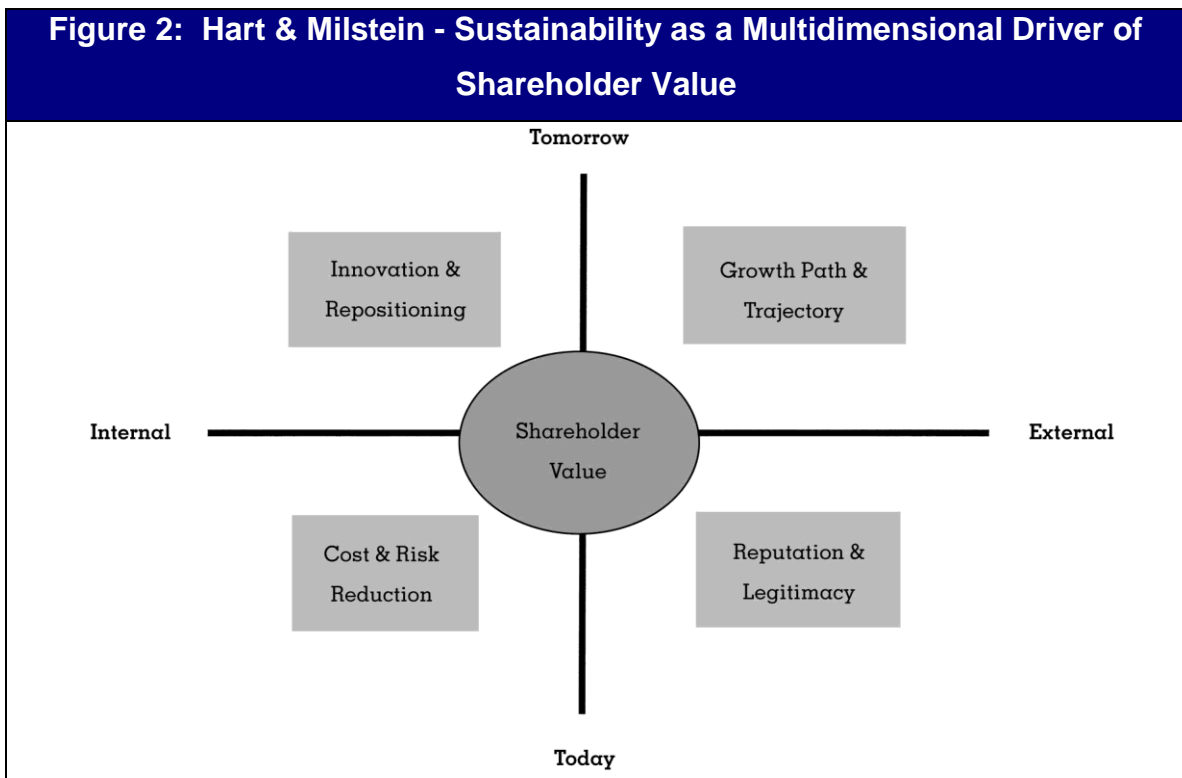 Figure 2:  Hart & Milstein - Sustainability as a Multidimensional Driver of
Shareholder Value
Tomorrow
Innovation &
Repositioning
Growth Path &
Trajectory
Internal
Shareholder
Value
External
Cost & Risk
Reduction
Reputation &
Legitimacy
Today